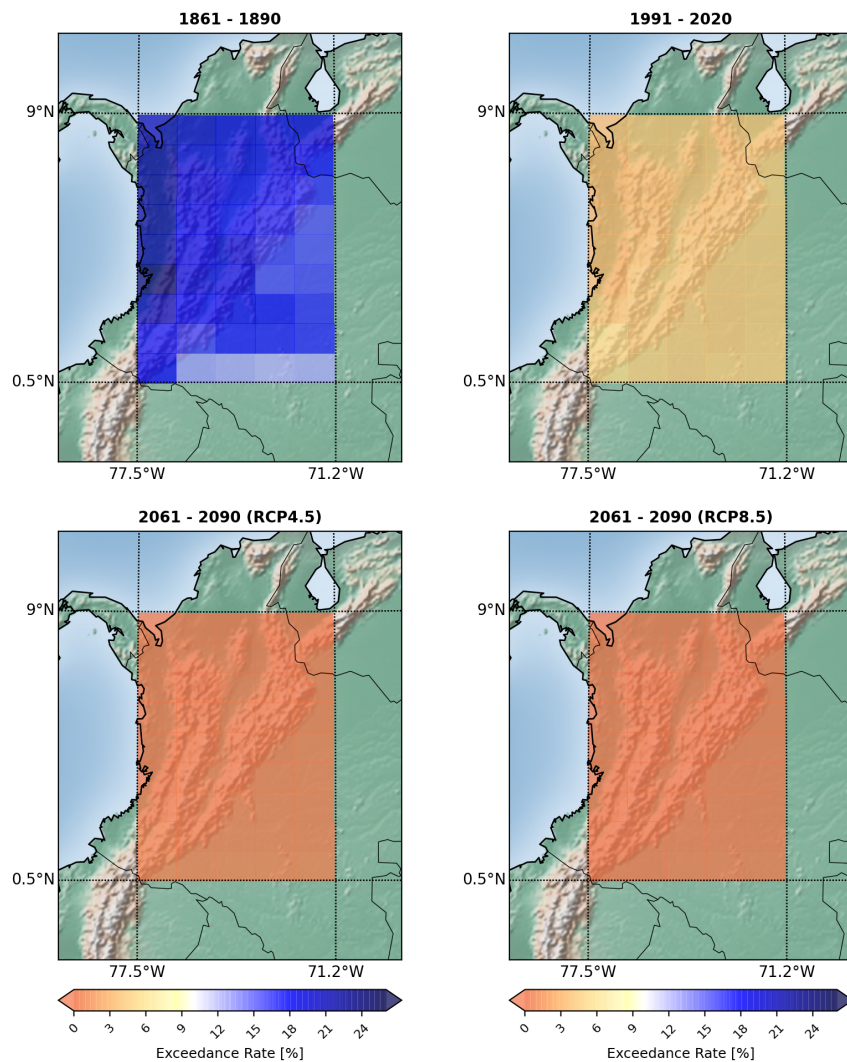 1861 - 1890
1991 - 2020
9°N
9°N
0.5°N
0.5°N
77.5°W
71.2°W
77.5°W
71.2°W
2061 - 2090 (RCP4.5)
2061 - 2090 (RCP8.5)
9°N
9°N
0.5°N
0.5°N
77.5°W
71.2°W
77.5°W
71.2°W
0 3 6 9 12 15 18 21 24
0 3 6 9 12 15 18 21 24
Exceedance Rate [%]
Exceedance Rate [%]